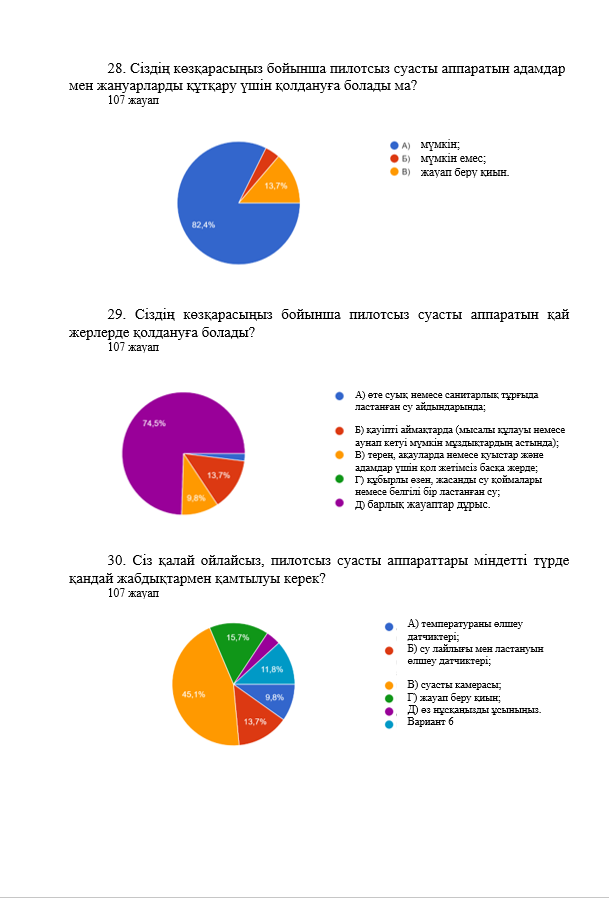 28. Сіздің көзқарасыңыз бойынша пилотсыз суасты аппаратын адамдар
мен жануарларды құтқару үшін қолдануға болады ма?
107 жауап
82,4%
13,7%
А) мүмкін;
Б) мүмкін емес;
В) жауап беру қиын.
29. Сіздің көзқарасыңыз бойынша пилотсыз суасты аппаратын қай
жерлерде қолдануға болады?
107 жауап
74,5%
13,7%
9,8%
А) өте суық немесе санитарлық тұрғыда
ластанған су айдындарында;
Б) қауіпті аймақтарда (мысалы құлауы немесе
аунап кетуі мүмкін мұздықтардың астында);
В) терең, ақауларда немесе қуыстар және
адамдар үшін қол жетімсіз басқа жерде;
Г) құбырлы өзен, жасанды су қоймалары
немесе белгілі бір ластанған су;
Д) барлық жауаптар дұрыс.
30. Сіз қалай ойлайсыз, пилотсыз суасты аппараттары міндетті түрде
қандай жабдықтармен қамтылуы керек?
107 жауап
15,7%
11,8%
45,1%
9,8%
13,7%
А) температураны өлшеу
датчиктері;
Б) су лайлығы мен ластануын
өлшеу датчиктері;
В) суасты камерасы;
Г) жауап беру қиын;
Д) өз нұсқаңызды ұсыныңыз.
Вариант 6